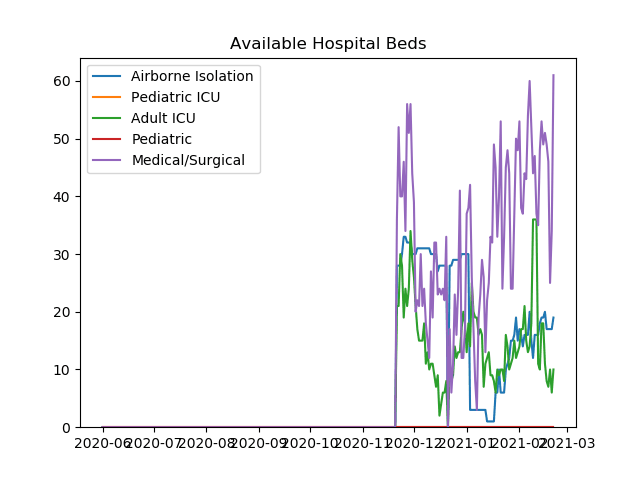 Available Hospital Beds
Airborne Isolation
Pediatric ICU
Adult ICU
Pediatric
Medical/Surgical
60
50
40
30
20
10
0
2020-06 2020-07 2020-08 2020-09 2020-10 2020-11 2020-12 2021-01 2021-02 2021-03